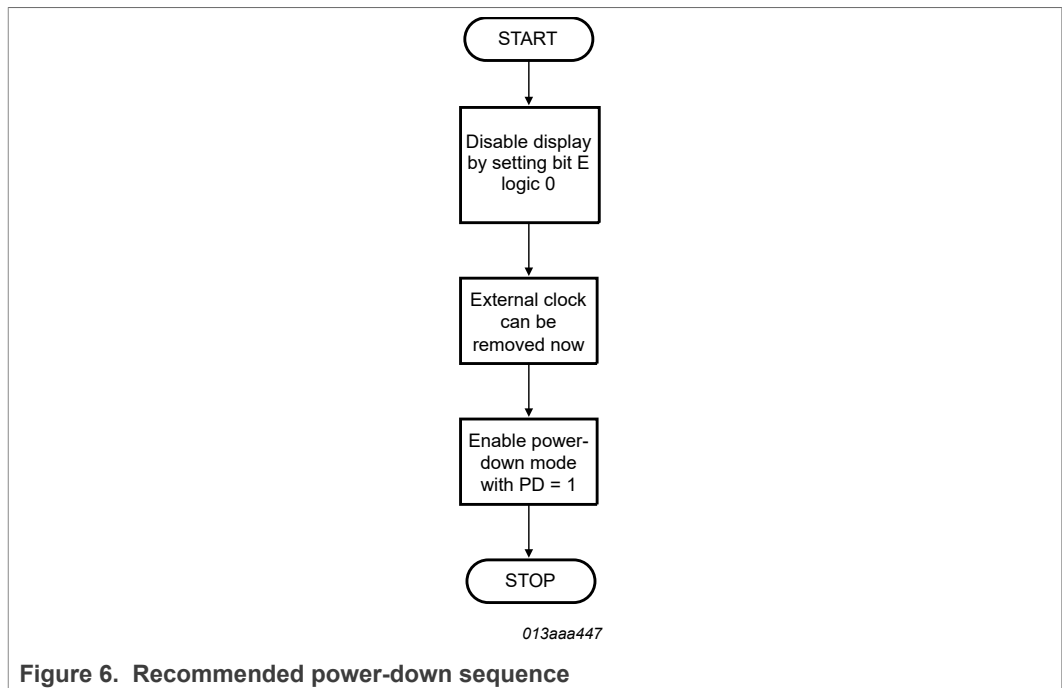 START
Disable display
by setting bit E
logic 0
External clock
can be
removed now
Enable power-
down mode
with PD = 1
STOP
013aaa447
Figure 6. Recommended power-down sequence